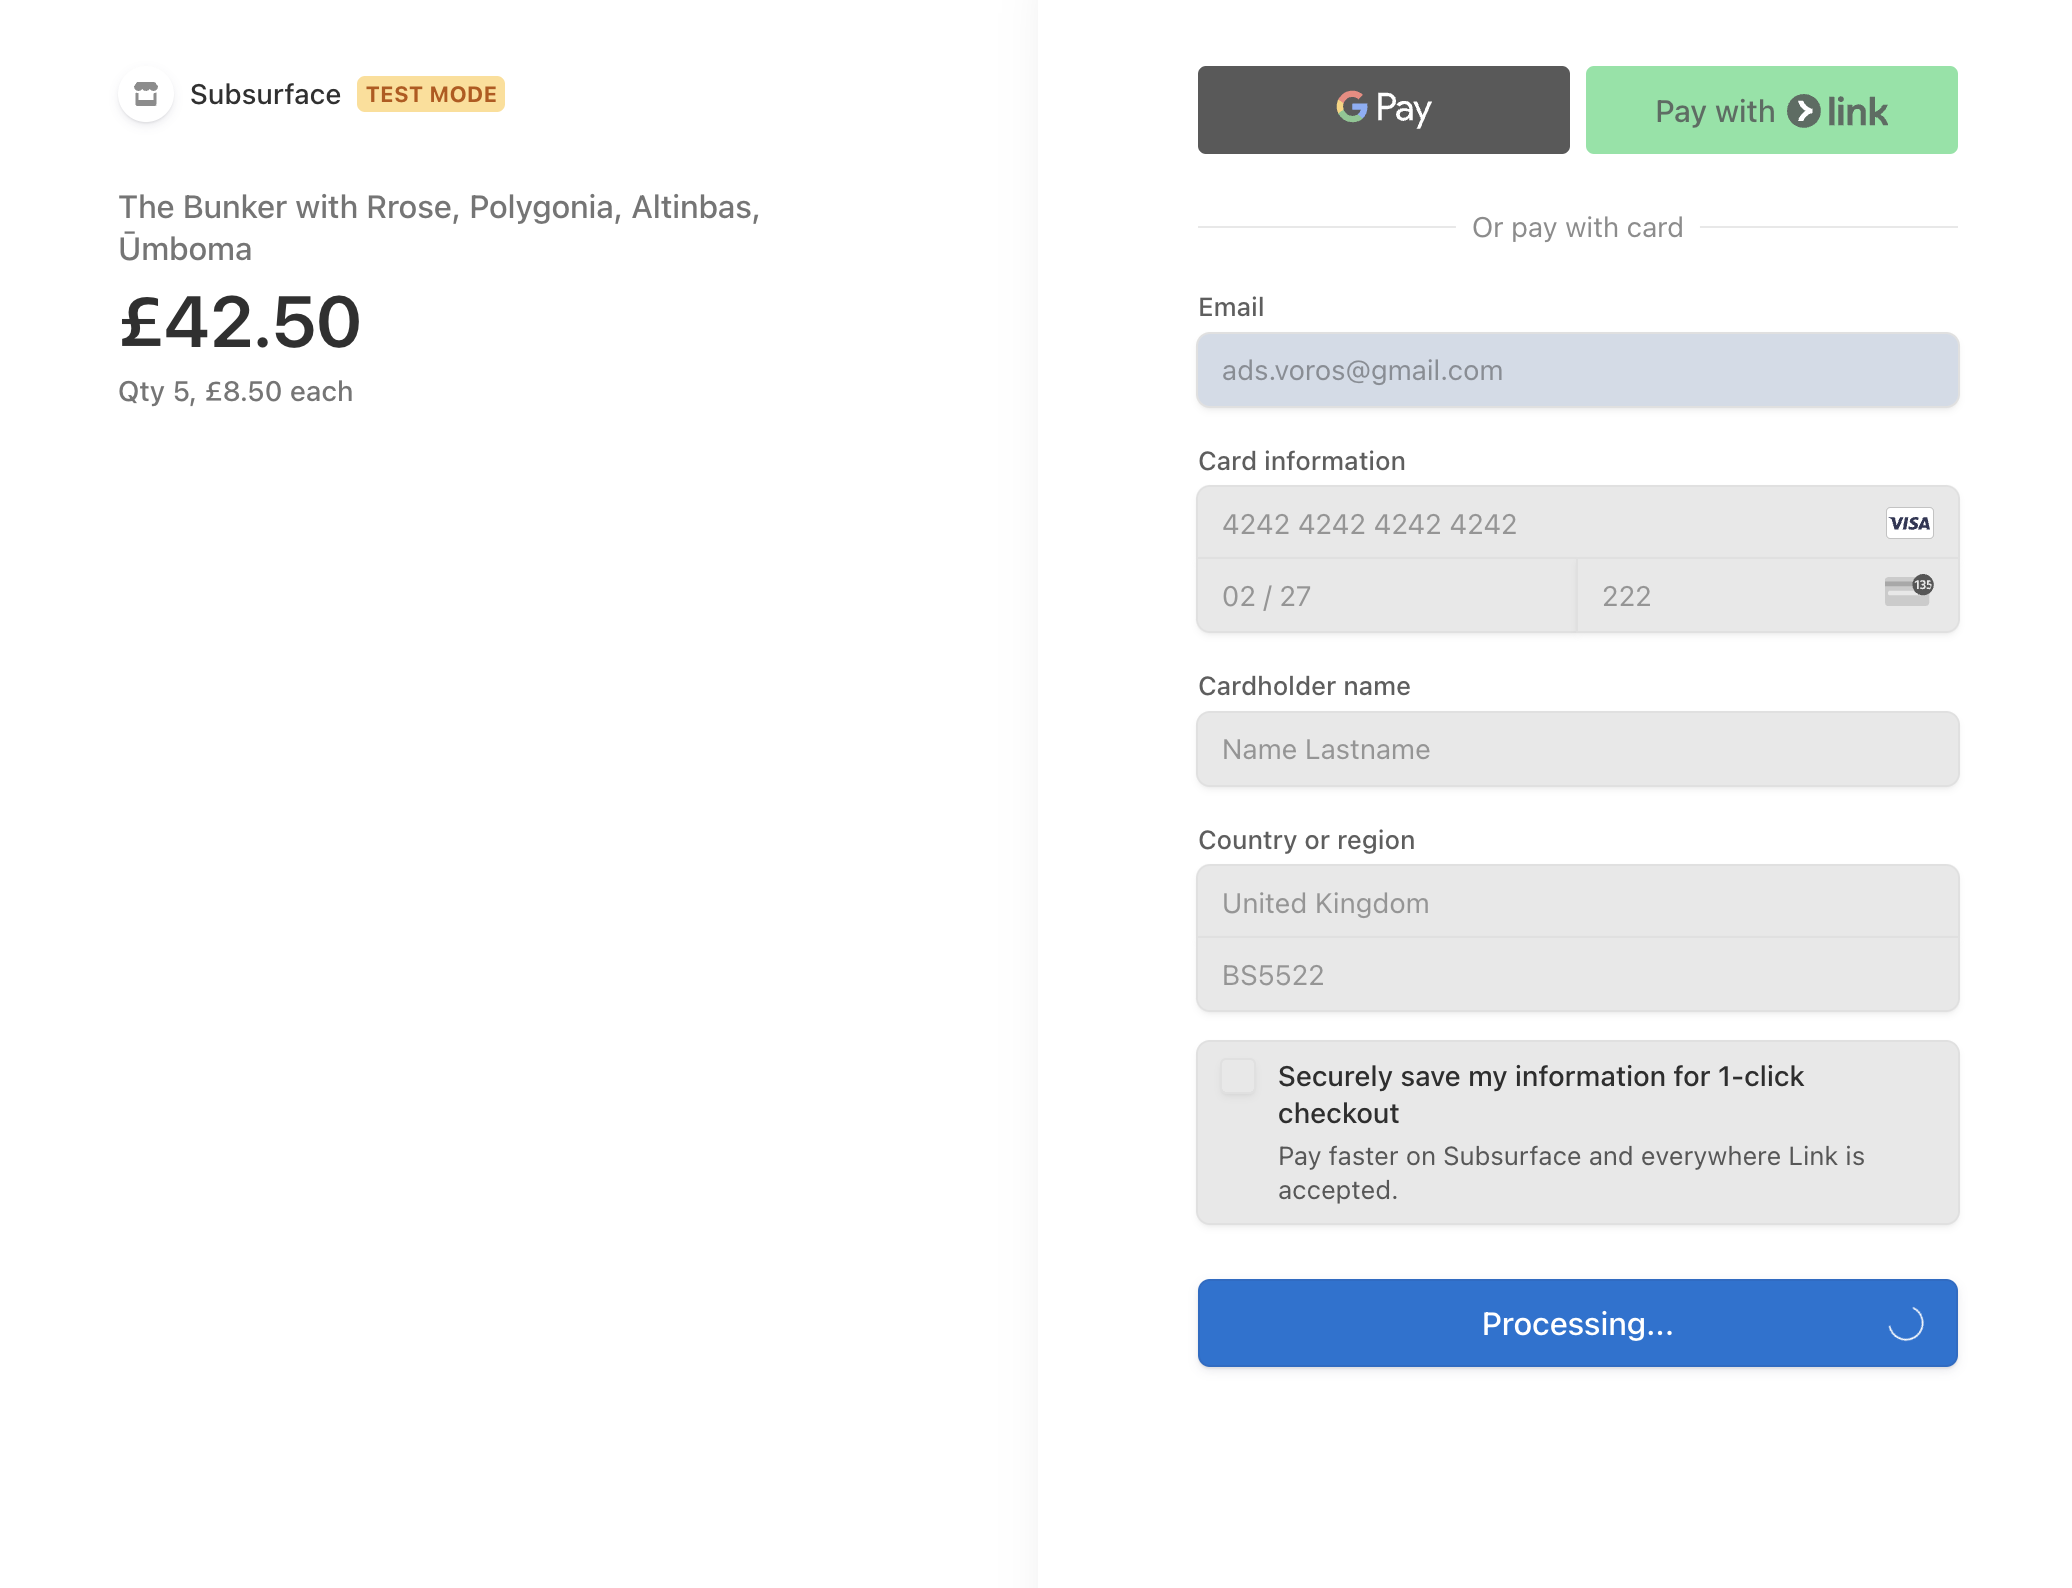 Subsurface TEST MODE
The Bunker with Rrose, Polygonia, Altinbas,
Ūmboma
£42.50
Qty 5, £8.50 each
G Pay
Pay with link
Or pay with card
Email
ads.voros@gmail.com
Card information
4242 4242 4242 4242 VISA
02 / 27
222 135
Cardholder name
Name Lastname
Country or region
United Kingdom
BS5522
Securely save my information for 1-click
checkout
Pay faster on Subsurface and everywhere Link is
accepted.
Processing...